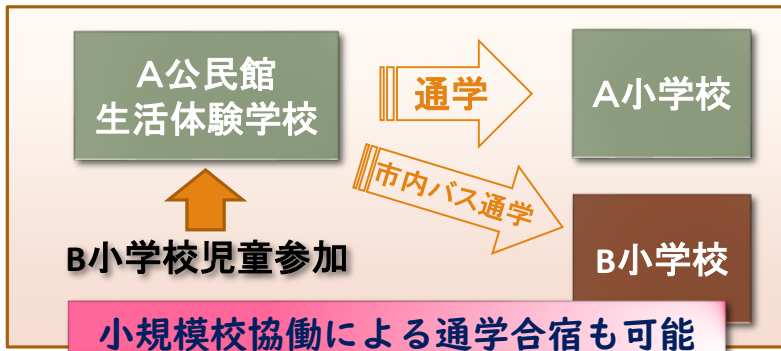 A公民館
生活体験学校
通学
A小学校
市内バス通学
B小学校児童参加
B小学校
小規模校協働による通学合宿も可能